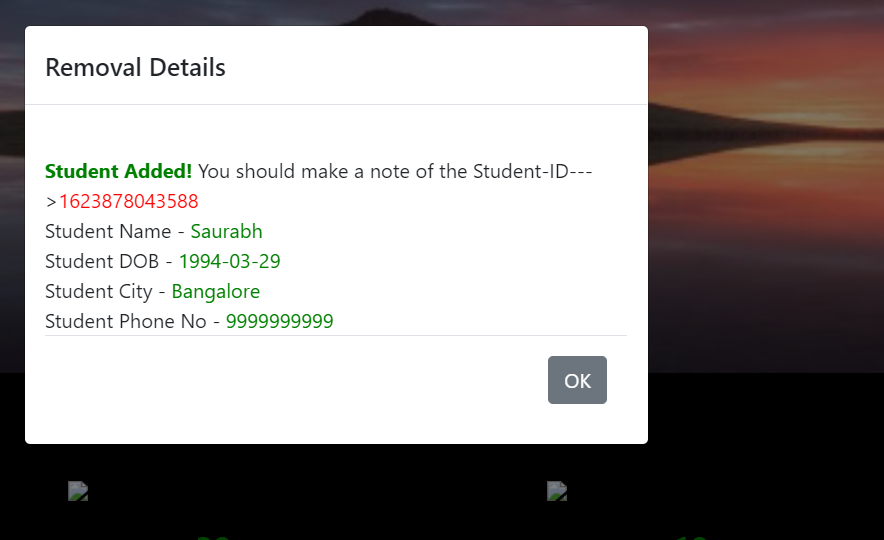 Removal Details
Student Added! You should make a note of the Student-ID---
>1623878043588
Student Name - Saurabh
Student DOB - 1994-03-29
Student City - Bangalore
Student Phone No - 9999999999
OK